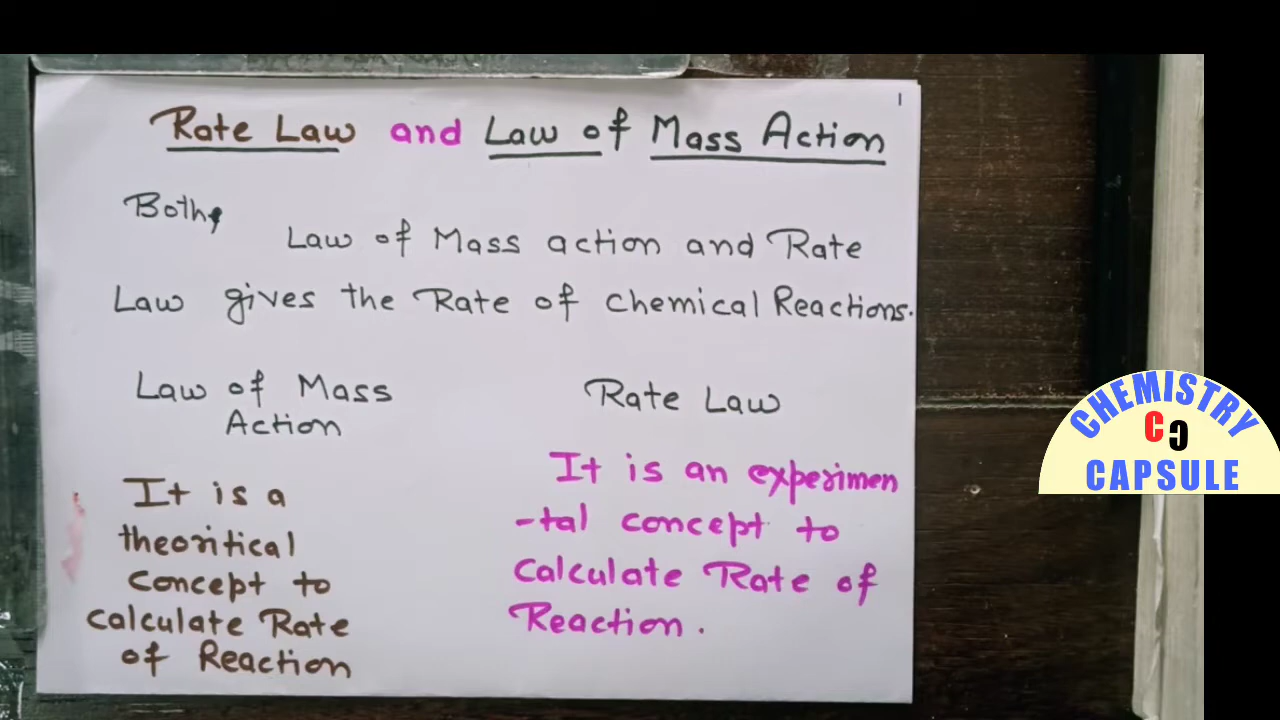 1
Rate Law and Law of Mass Action
Both,
Law of Mass action and Rate
Law gives the Rate of Chemical Reactions.
Law of Mass
Action
It is a
theoritical
Concept to
calculate Rate
of Reaction
Rate Law
It is an experimen
-tal concept to
Calculate Rate of
Reaction.
CHEMISTRY
CC
CAPSULE